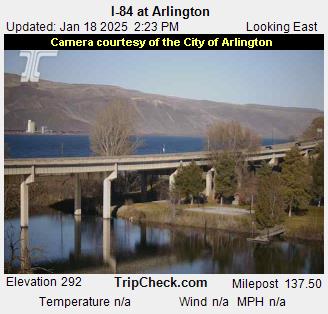 I-84 at Arlington
Updated: Jan 18 2025 2:23 PM Looking East
Camera courtesy of the City of Arlington
Elevation 292 TripCheck.com Milepost 137.50
Temperature n/a Wind n/a MPH n/a